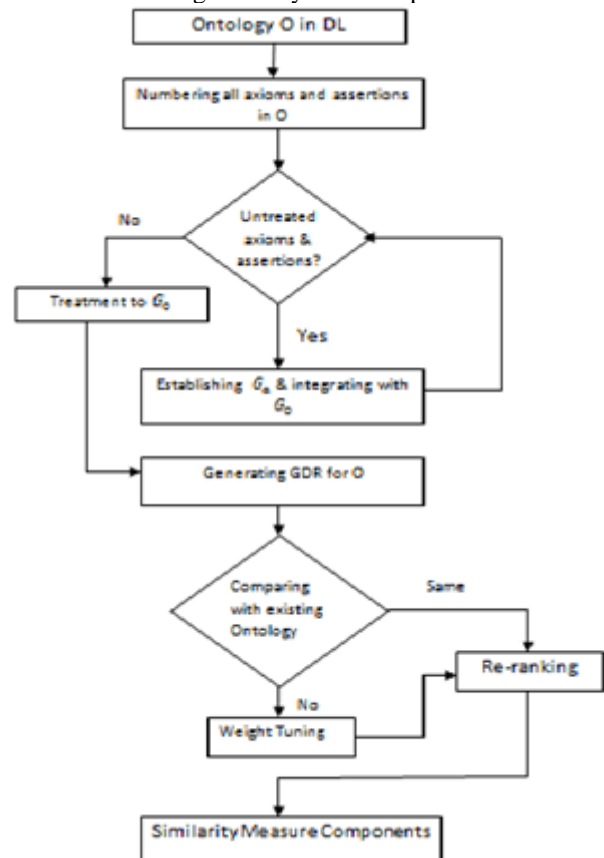 Ontology O in DL
Numbering all axioms and assertions
in O
No
Untreated
axioms &
assertions?
Treatment to G₀
Yes
Establishing Gₐ & integrating with
G₀
Generating GDR for O
Comparing
with existing
Ontology
Same
Re-ranking
No
Weight Tuning
Similarity Measure Components